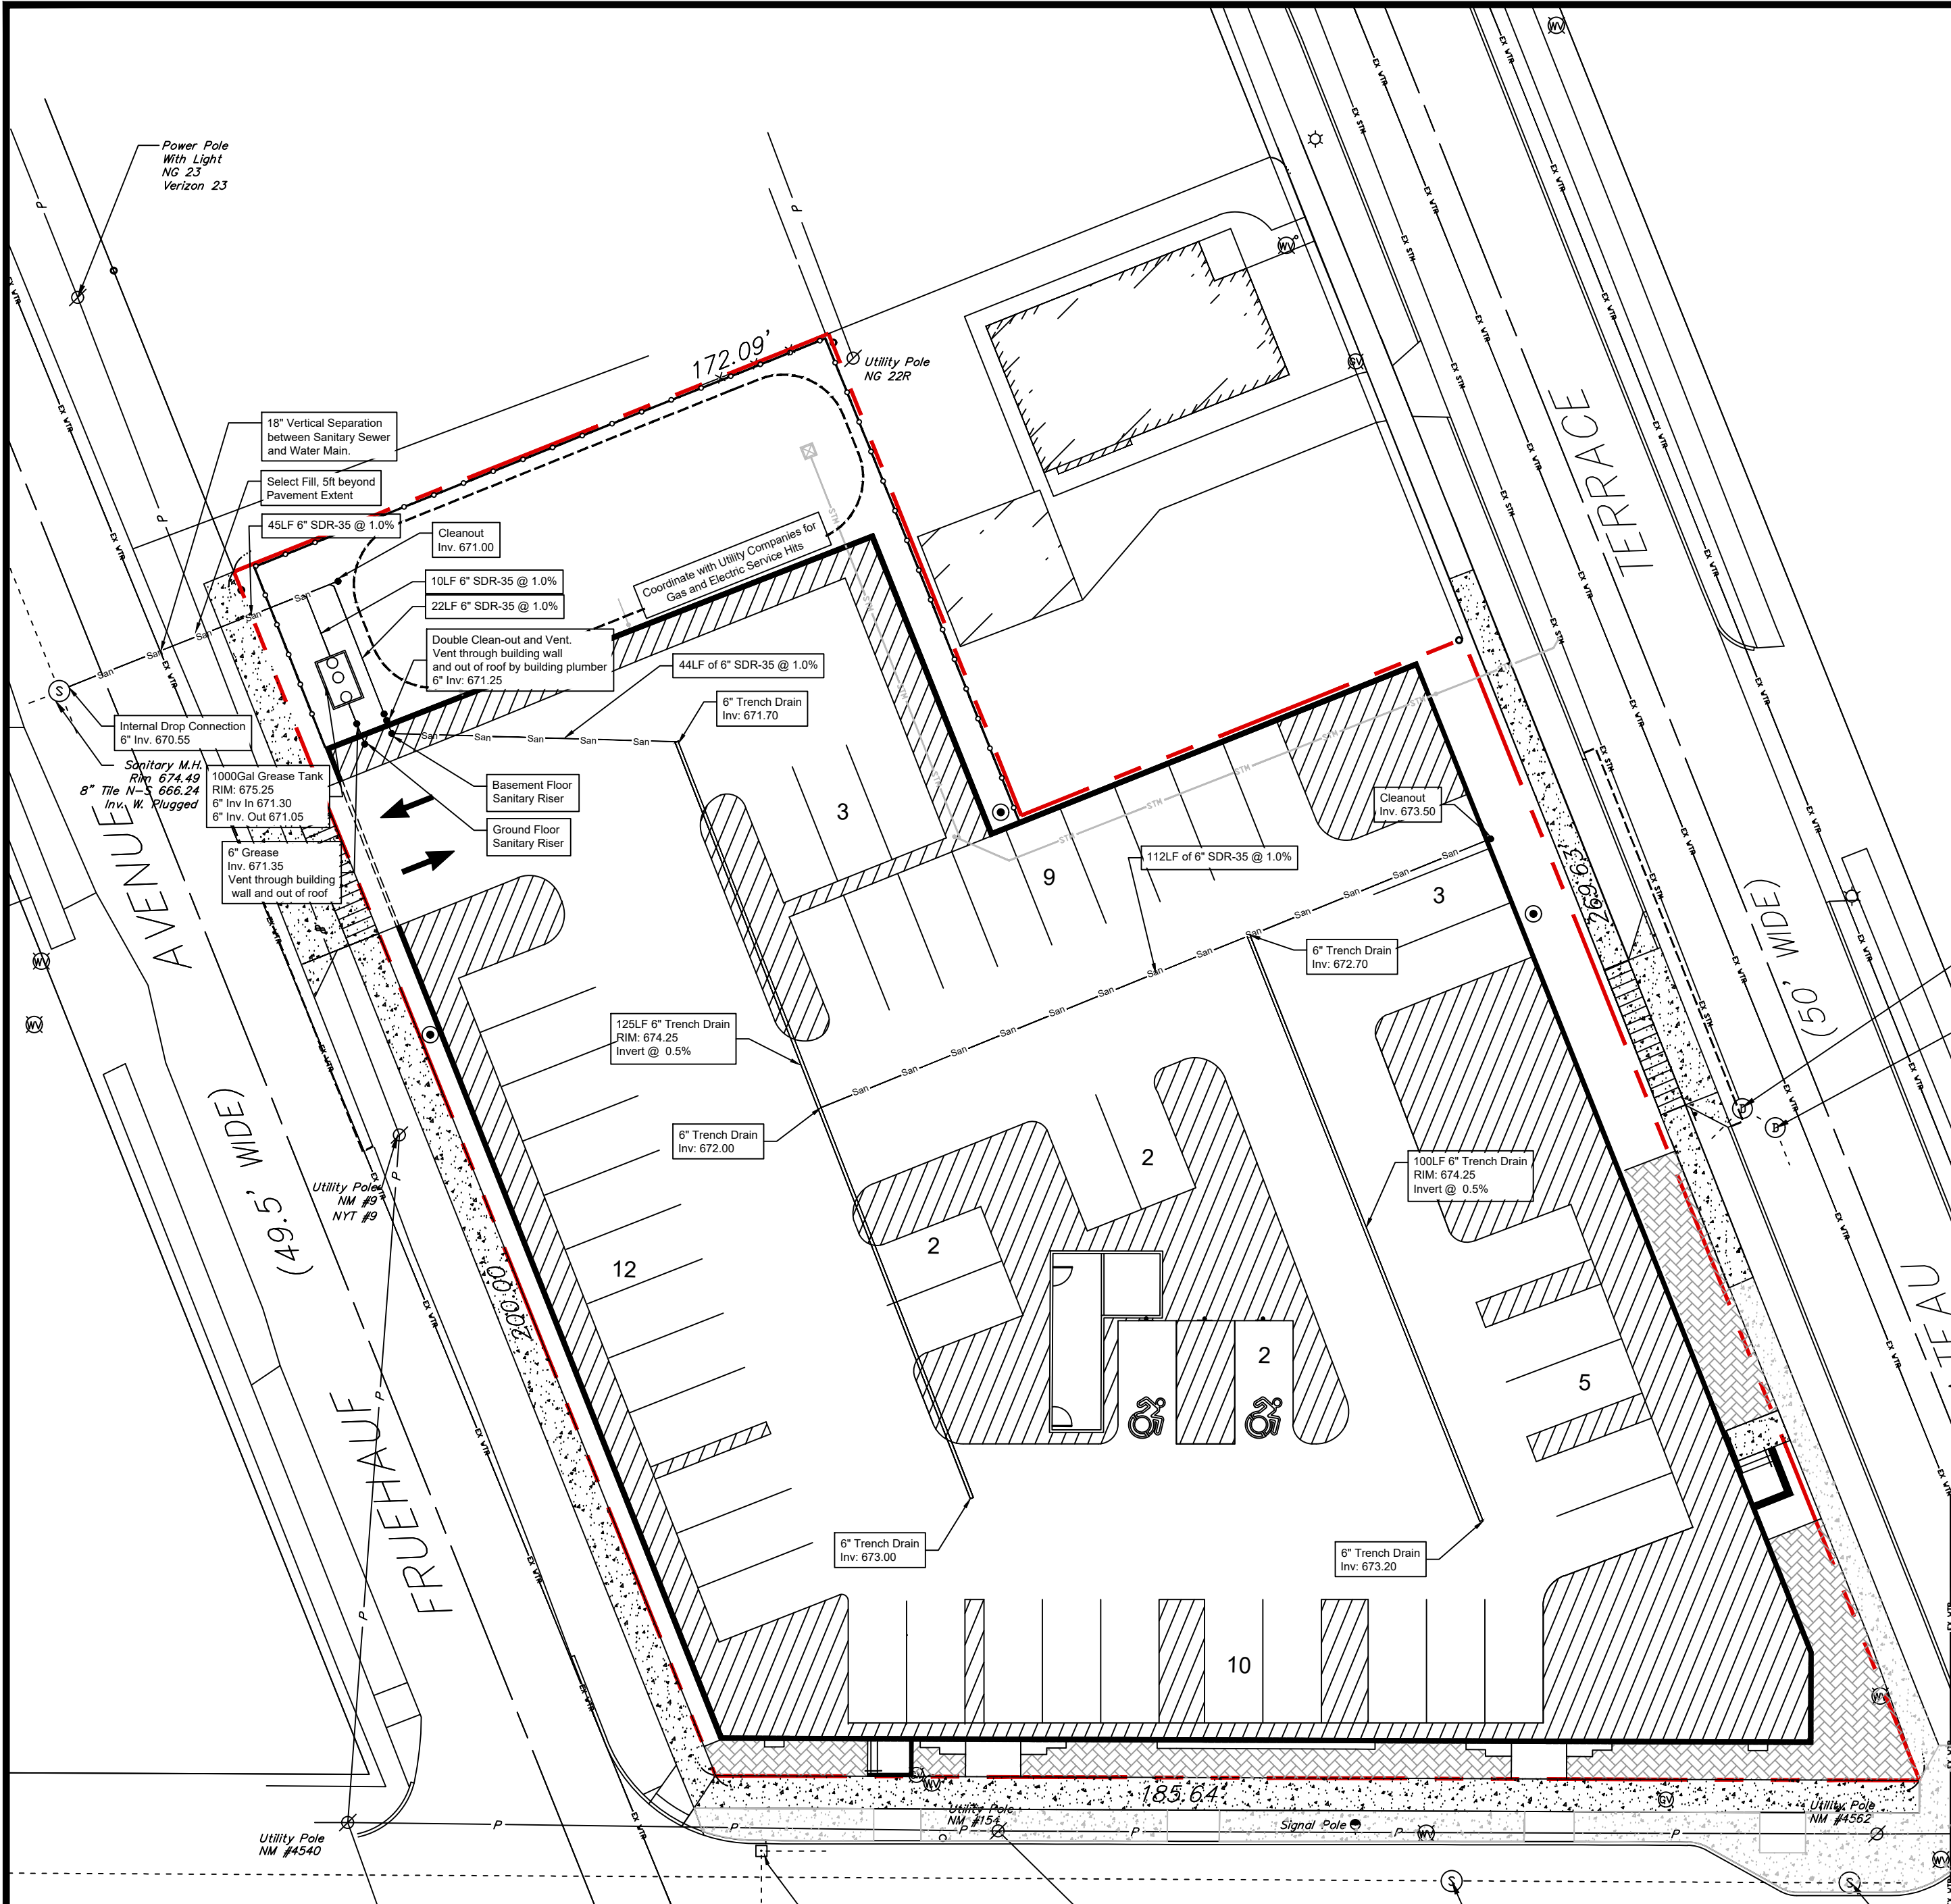 Power Pole
With Light
NG 23
Verizon 23
172.09'
Utility Pole
NG 22R
18" Vertical Separation
between Sanitary Sewer
and Water Main.
Select Fill, 5ft beyond
Pavement Extent
45LF 6" SDR-35 @ 1.0%
Cleanout
Inv. 671.00
10LF 6" SDR-35 @ 1.0%
22LF 6" SDR-35 @ 1.0%
Coordinate with Utility Companies for
Gas and Electric Service Hits
Double Clean-out and Vent.
Vent through building wall
and out of roof by building plumber
6" Inv: 671.25
44LF of 6" SDR-35 @ 1.0%
6" Trench Drain
Inv: 671.70
Internal Drop Connection
6" Inv. 670.55
Sanitary M.H.
Rim 674.49
8" Tile N-S 666.24
Inv. W. Plugged
1000Gal Grease Tank
RIM: 675.25
6" Inv In 671.30
6" Inv. Out 671.05
Basement Floor
Sanitary Riser
Ground Floor
Sanitary Riser
6" Grease
Inv. 671.35
Vent through building
wall and out of roof
Cleanout
Inv. 673.50
112LF of 6" SDR-35 @ 1.0%
3
9
3
269.63'
TERRACE
(50' WIDE)
6" Trench Drain
Inv: 672.70
125LF 6" Trench Drain
RIM: 674.25
Invert @ 0.5%
6" Trench Drain
Inv: 672.00
100LF 6" Trench Drain
RIM: 674.25
Invert @ 0.5%
AVENUE
(49.5' WIDE)
FRUEHAUF
Utility Pole
NM #9
NYT #9
200.00'
12
2
2
2
5
10
6" Trench Drain
Inv: 673.00
6" Trench Drain
Inv: 673.20
185.64'
Utility Pole
NM #4540
Utility Pole
NM #154
Signal Pole
Utility Pole
NM #4562
EX WTR
EX STM
STM
San
P
S
WV
GV
D
B